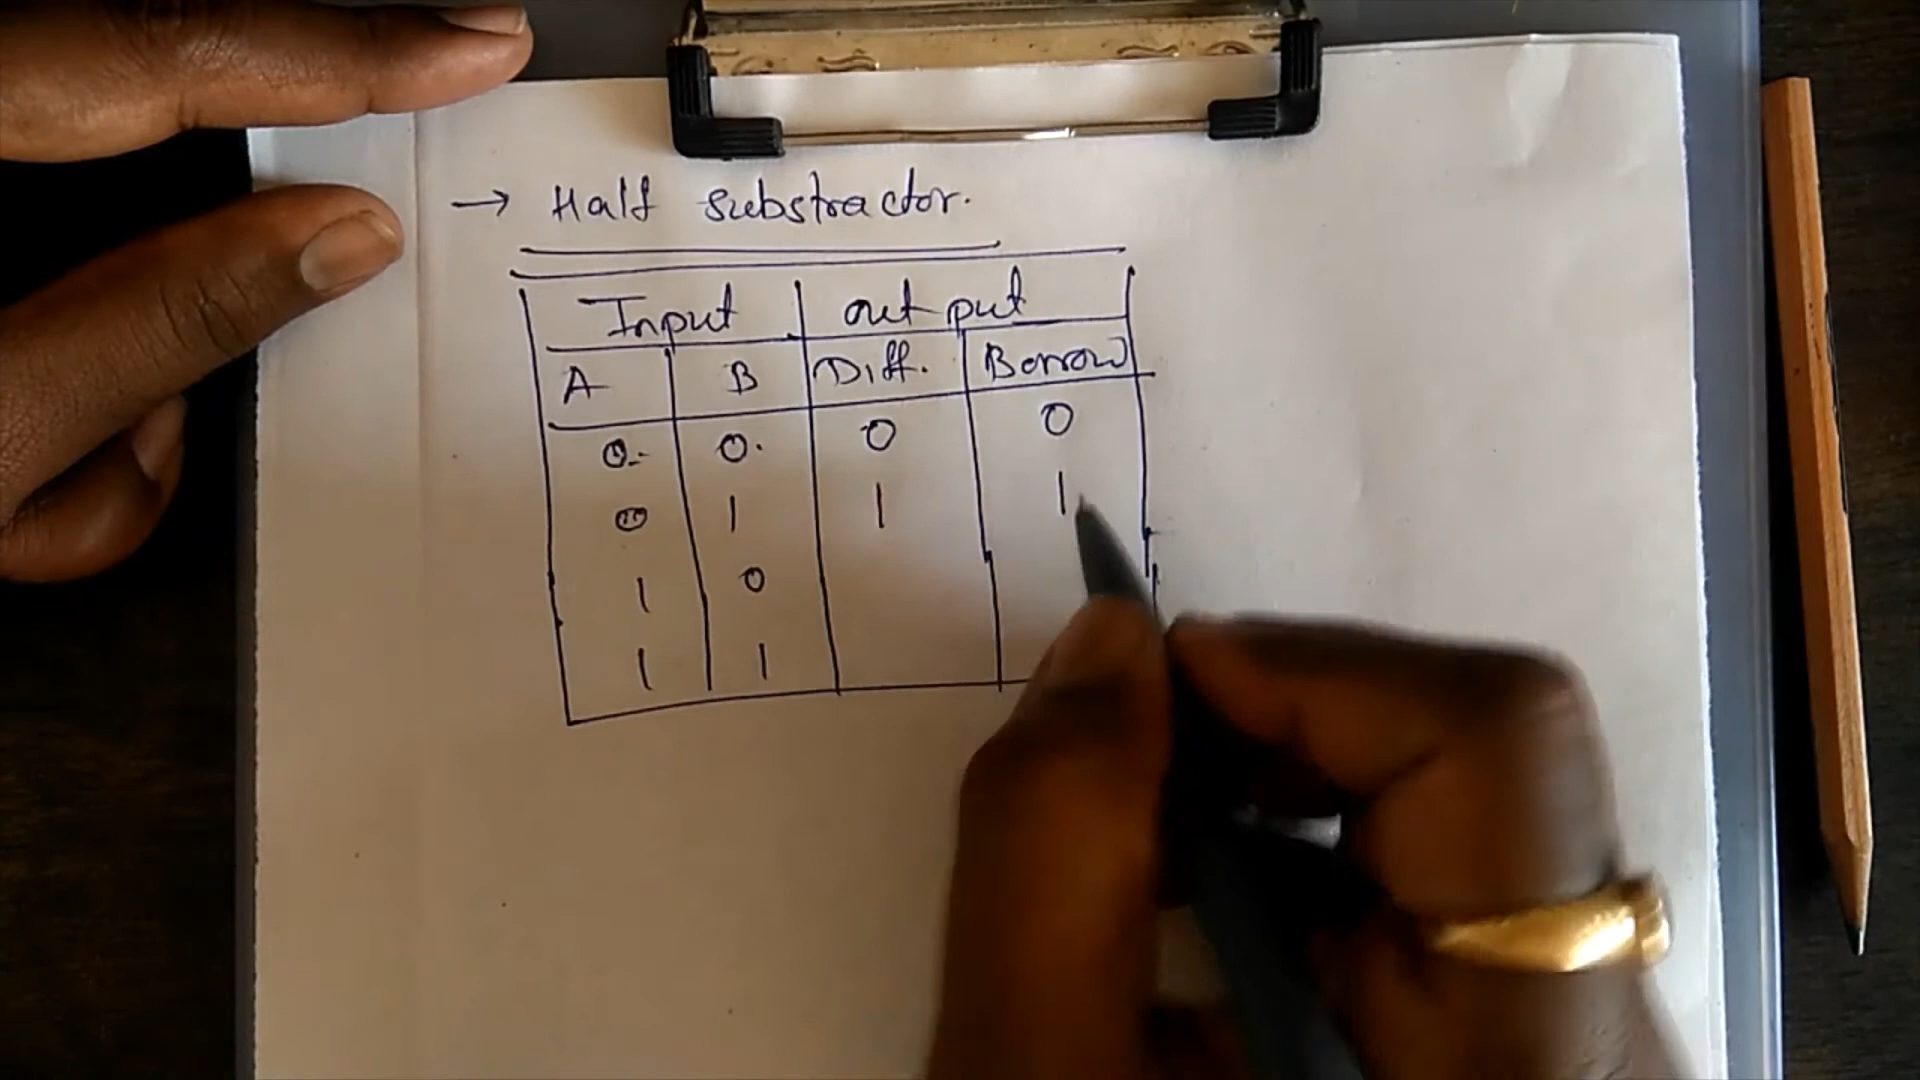 → Half substractor.
Input output
A B Diff. Borrow
0 0 0 0
0 1 1 1
1 0
1 1